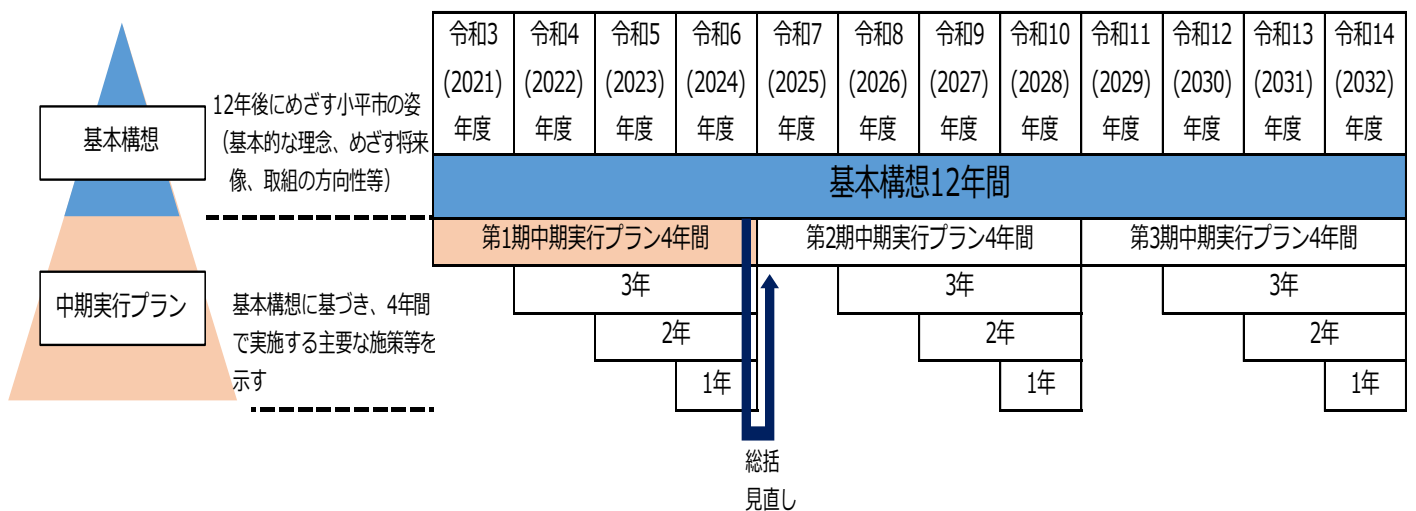 令和3 令和4 令和5 令和6 令和7 令和8 令和9 令和10 令和11 令和12 令和13 令和14
(2021) (2022) (2023) (2024) (2025) (2026) (2027) (2028) (2029) (2030) (2031) (2032)
年度 年度 年度 年度 年度 年度 年度 年度 年度 年度 年度 年度
基本構想
12年後にめざす小平市の姿
（基本的な理念、めざす将来
像、取組の方向性等）
基本構想12年間
第1期中期実行プラン4年間 第2期中期実行プラン4年間 第3期中期実行プラン4年間
3年 3年 3年
2年 2年 2年
1年 1年 1年
中期実行プラン
基本構想に基づき、4年間
で実施する主要な施策等を
示す
総括
見直し